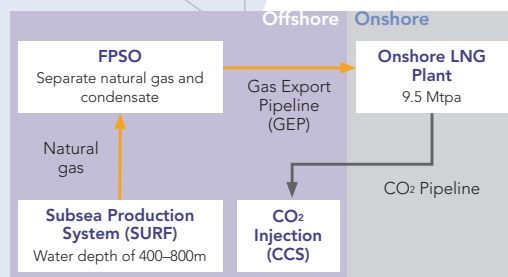 Offshore Onshore
FPSO
Separate natural gas and
condensate
Gas Export
Pipeline
(GEP)
Onshore LNG
Plant
9.5 Mtpa
Natural
gas
CO2 Pipeline
Subsea Production
System (SURF)
Water depth of 400–800m
CO2
Injection
(CCS)